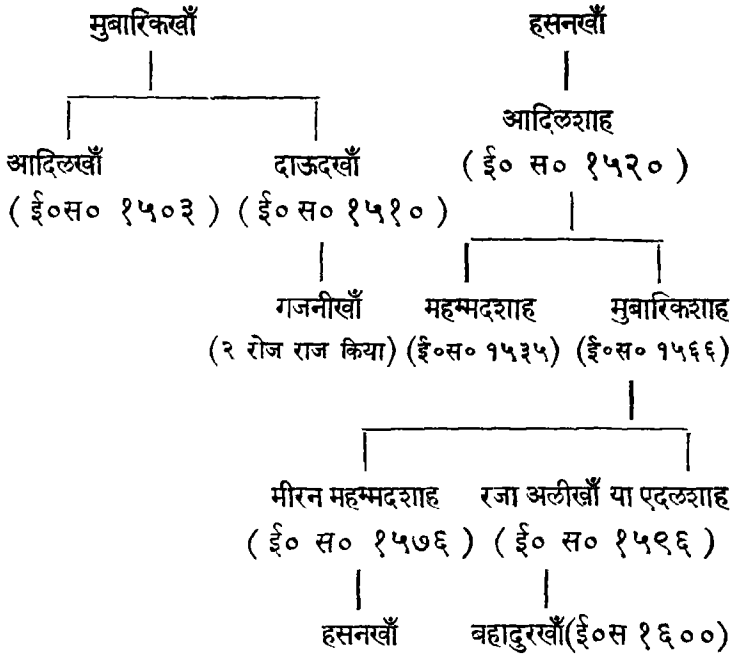 मुबारिकखाँ हसनखाँ
आदिलशाह
आदिलखाँ दाऊदखाँ ( ई० स० १५२० )
( ई०स० १५०३ ) ( ई० स० १५१० )
गजनीखाँ महम्मदशाह मुबारिकशाह
(२ रोज राज किया) (ई०स० १५३५) (ई०स० १५६६)
मीरन महम्मदशाह रजा अलीखाँ या एदलशाह
( ई० स० १५७६ ) ( ई० स० १५९६ )
हसनखाँ बहादुरखाँ(ई०स १६००)